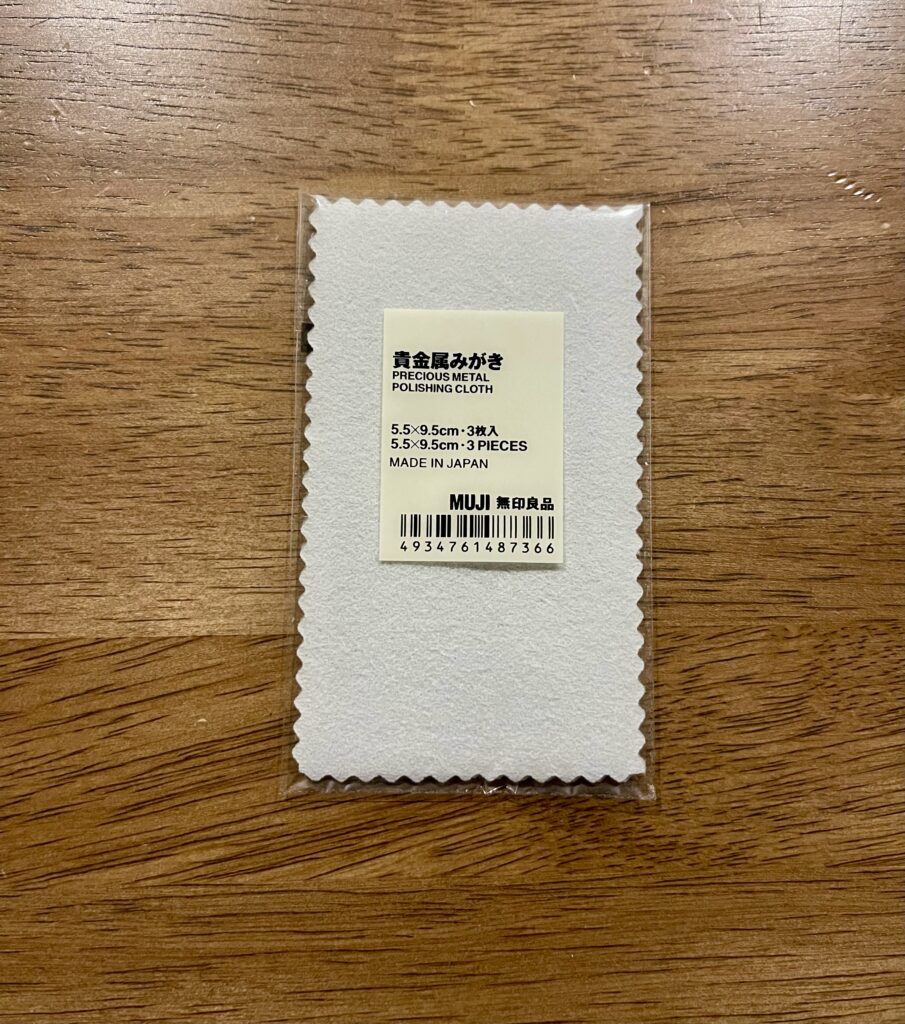 貴金属みがき
PRECIOUS METAL
POLISHING CLOTH
5.5×9.5cm・3枚入
5.5×9.5cm・3 PIECES
MADE IN JAPAN
MUJI 無印良品
4934761487366